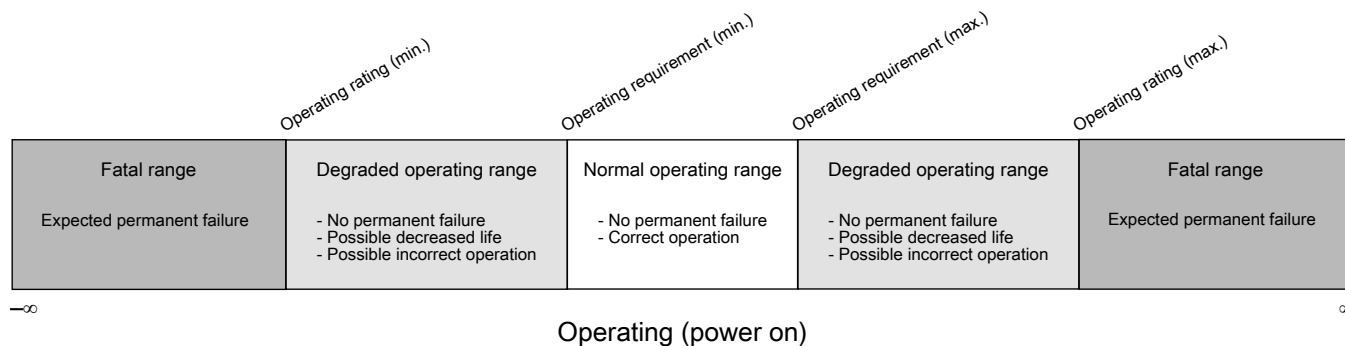 Operating rating (min.)
Operating requirement (min.)
Operating requirement (max.)
Operating rating (max.)
Fatal range
Expected permanent failure
Degraded operating range
- No permanent failure
- Possible decreased life
- Possible incorrect operation
Normal operating range
- No permanent failure
- Correct operation
Degraded operating range
- No permanent failure
- Possible decreased life
- Possible incorrect operation
Fatal range
Expected permanent failure
–∞
∞
Operating (power on)